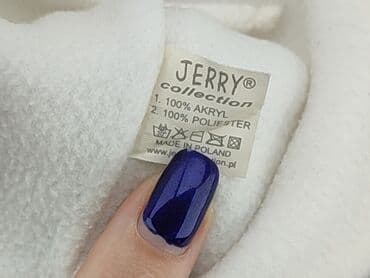 JERRY®
collection
1. 100% AKRYL
2. 100% POLIESTER
MADE IN POLAND